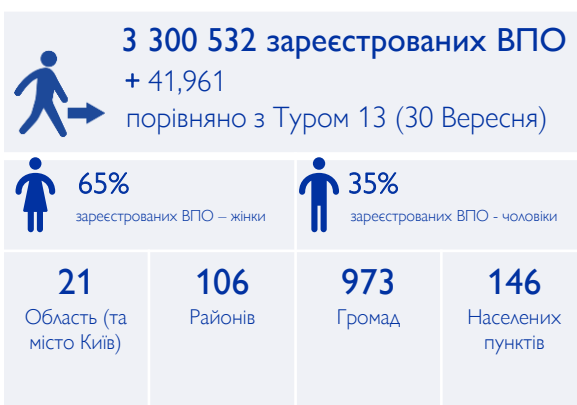 3 300 532 зареєстрованих ВПО
+ 41,961
порівняно з Туром 13 (30 Вересня)
65%
зареєстрованих ВПО – жінки
35%
зареєстрованих ВПО - чоловіки
21
Область (та
місто Київ)
106
Районів
973
Громад
146
Населених
пунктів